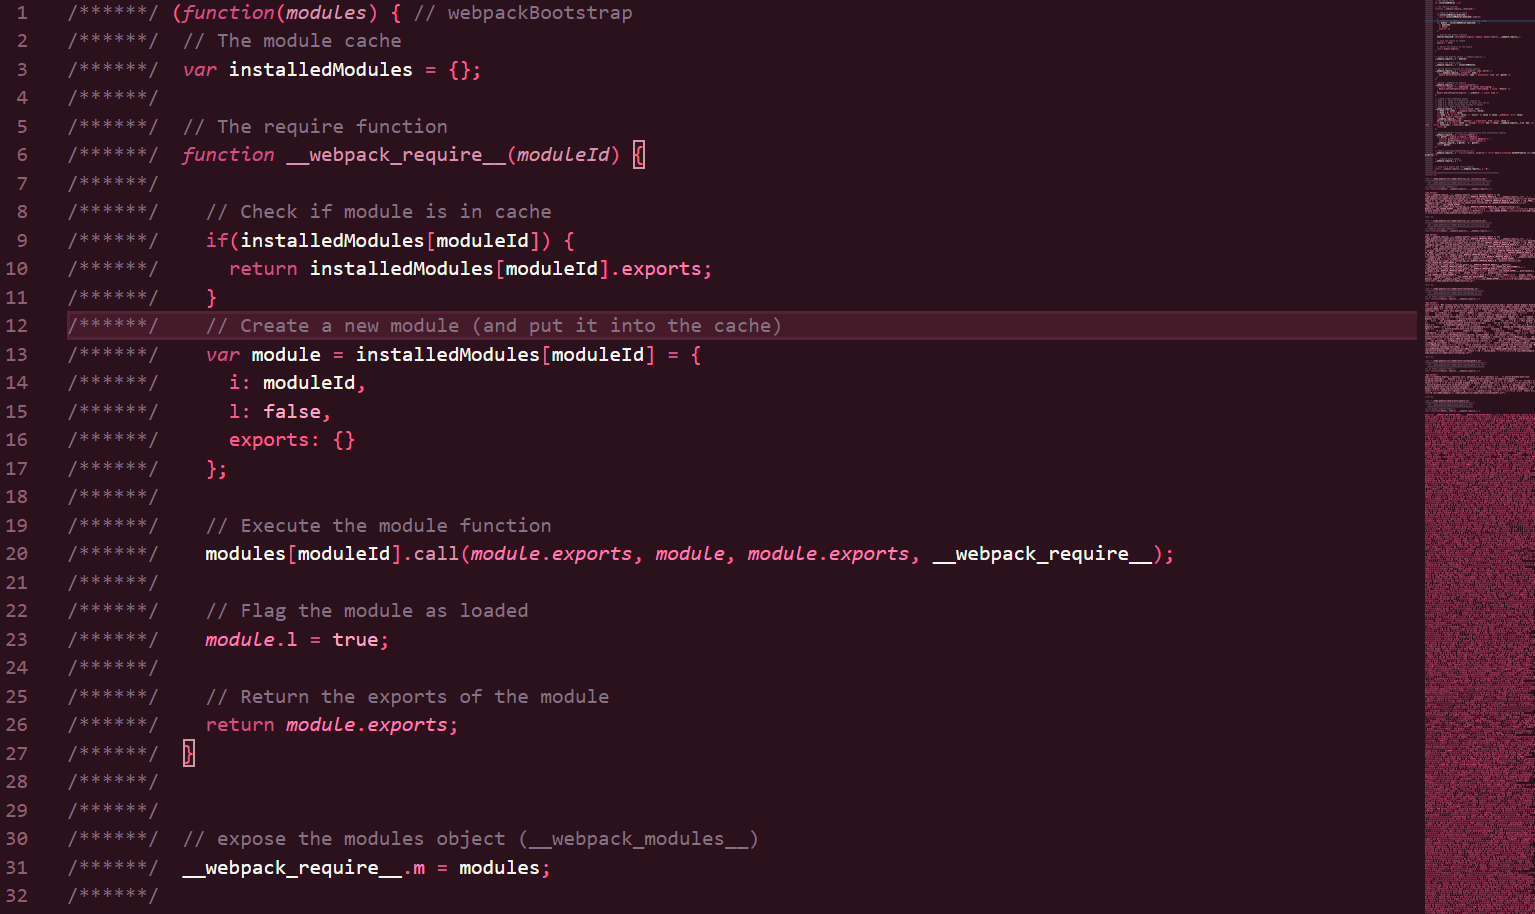 1 /******/ (function(modules) { // webpackBootstrap
2 /******/ // The module cache
3 /******/ var installedModules = {};
4 /******/
5 /******/ // The require function
6 /******/ function __webpack_require__(moduleId) {
7 /******/
8 /******/ // Check if module is in cache
9 /******/ if(installedModules[moduleId]) {
10 /******/ return installedModules[moduleId].exports;
11 /******/ }
12 /******/ // Create a new module (and put it into the cache)
13 /******/ var module = installedModules[moduleId] = {
14 /******/ i: moduleId,
15 /******/ l: false,
16 /******/ exports: {}
17 /******/ };
18 /******/
19 /******/ // Execute the module function
20 /******/ modules[moduleId].call(module.exports, module, module.exports, __webpack_require__);
21 /******/
22 /******/ // Flag the module as loaded
23 /******/ module.l = true;
24 /******/
25 /******/ // Return the exports of the module
26 /******/ return module.exports;
27 /******/ }
28 /******/
29 /******/
30 /******/ // expose the modules object (__webpack_modules__)
31 /******/ __webpack_require__.m = modules;
32 /******/